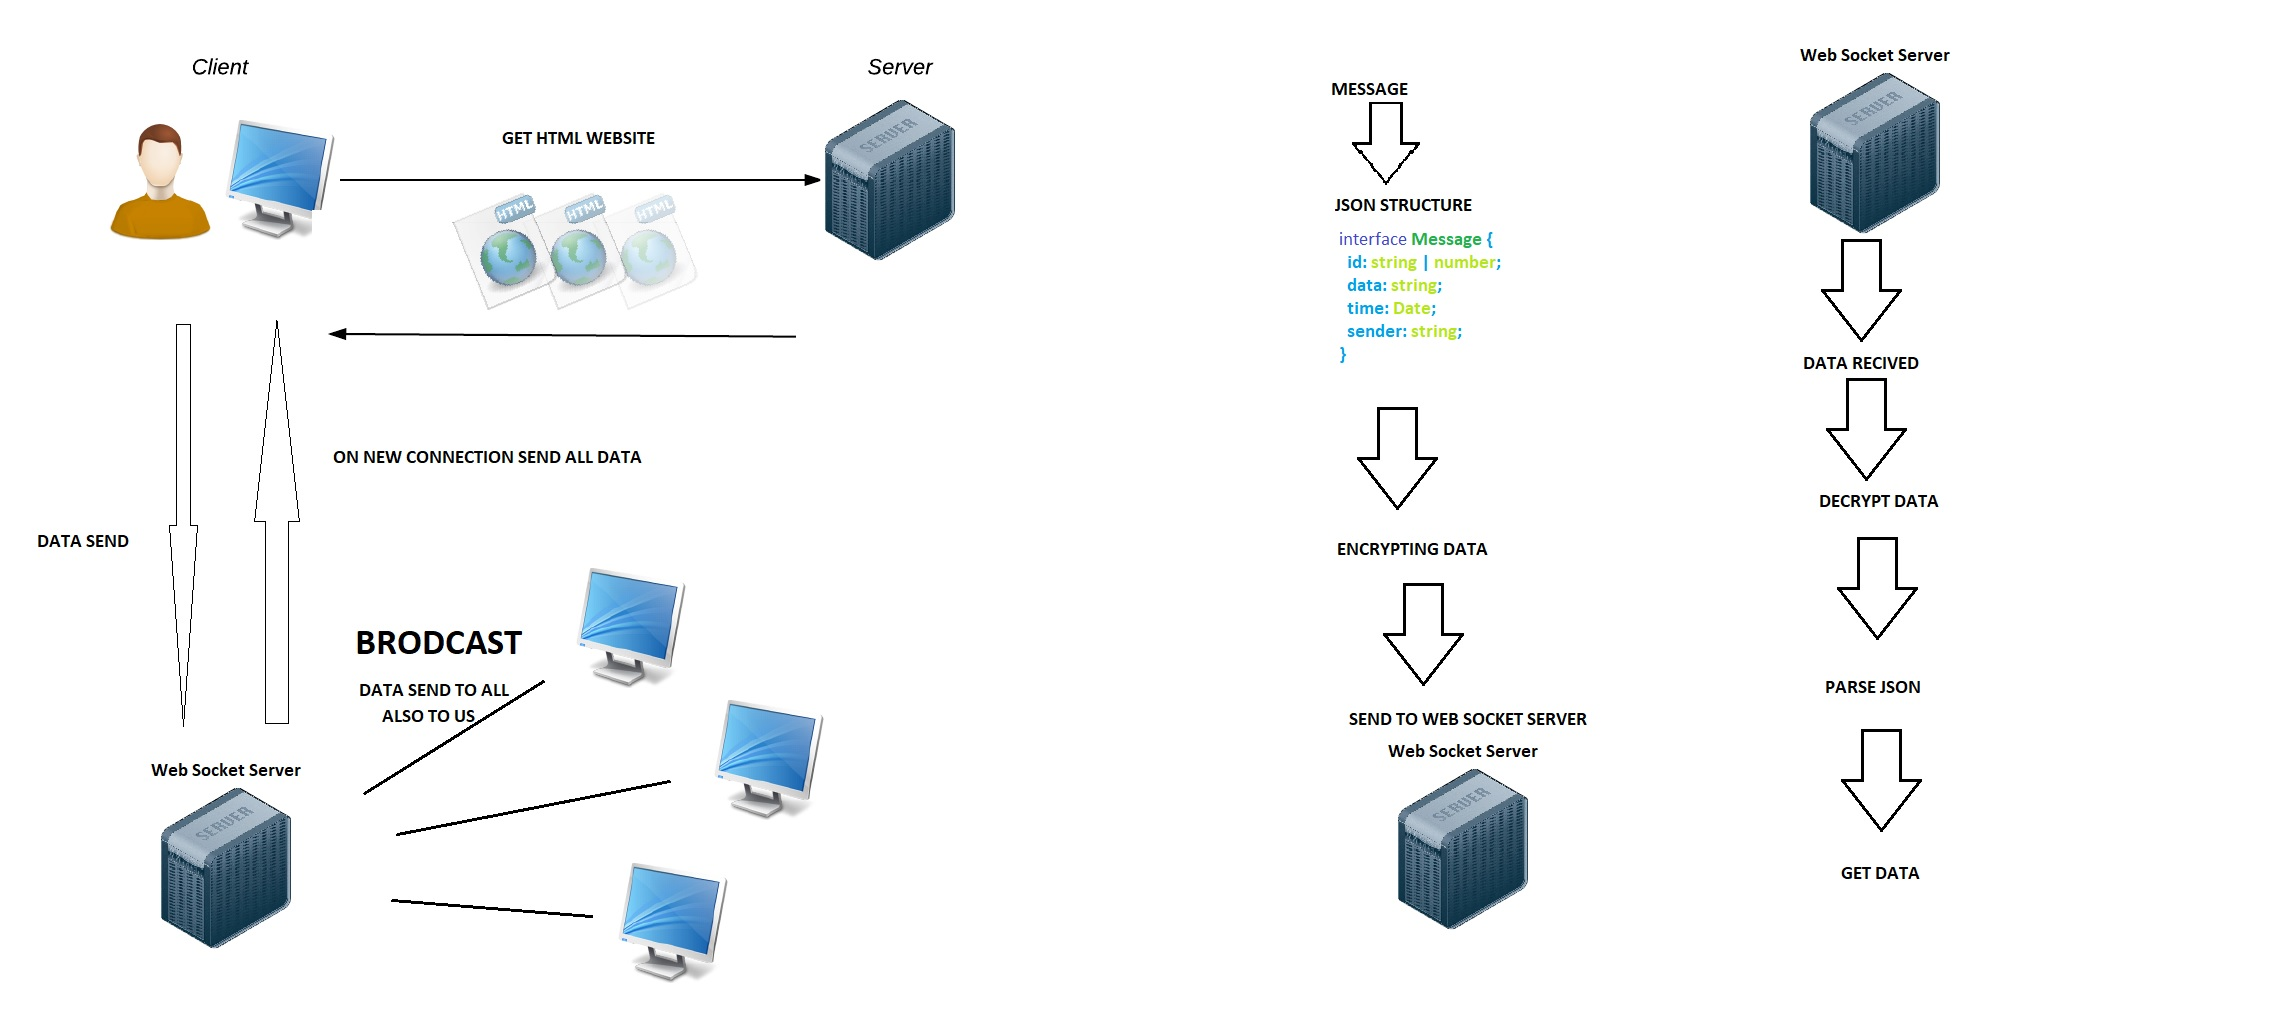 Client
Server
GET HTML WEBSITE
SERVER
HTML
HTML
HTML
ON NEW CONNECTION SEND ALL DATA
DATA SEND
BRODCAST
DATA SEND TO ALL
ALSO TO US
Web Socket Server
SERVER
MESSAGE
JSON STRUCTURE
interface Message {
id: string | number;
data: string;
time: Date;
sender: string;
}
ENCRYPTING DATA
SEND TO WEB SOCKET SERVER
Web Socket Server
SERVER
Web Socket Server
SERVER
DATA RECIVED
DECRYPT DATA
PARSE JSON
GET DATA